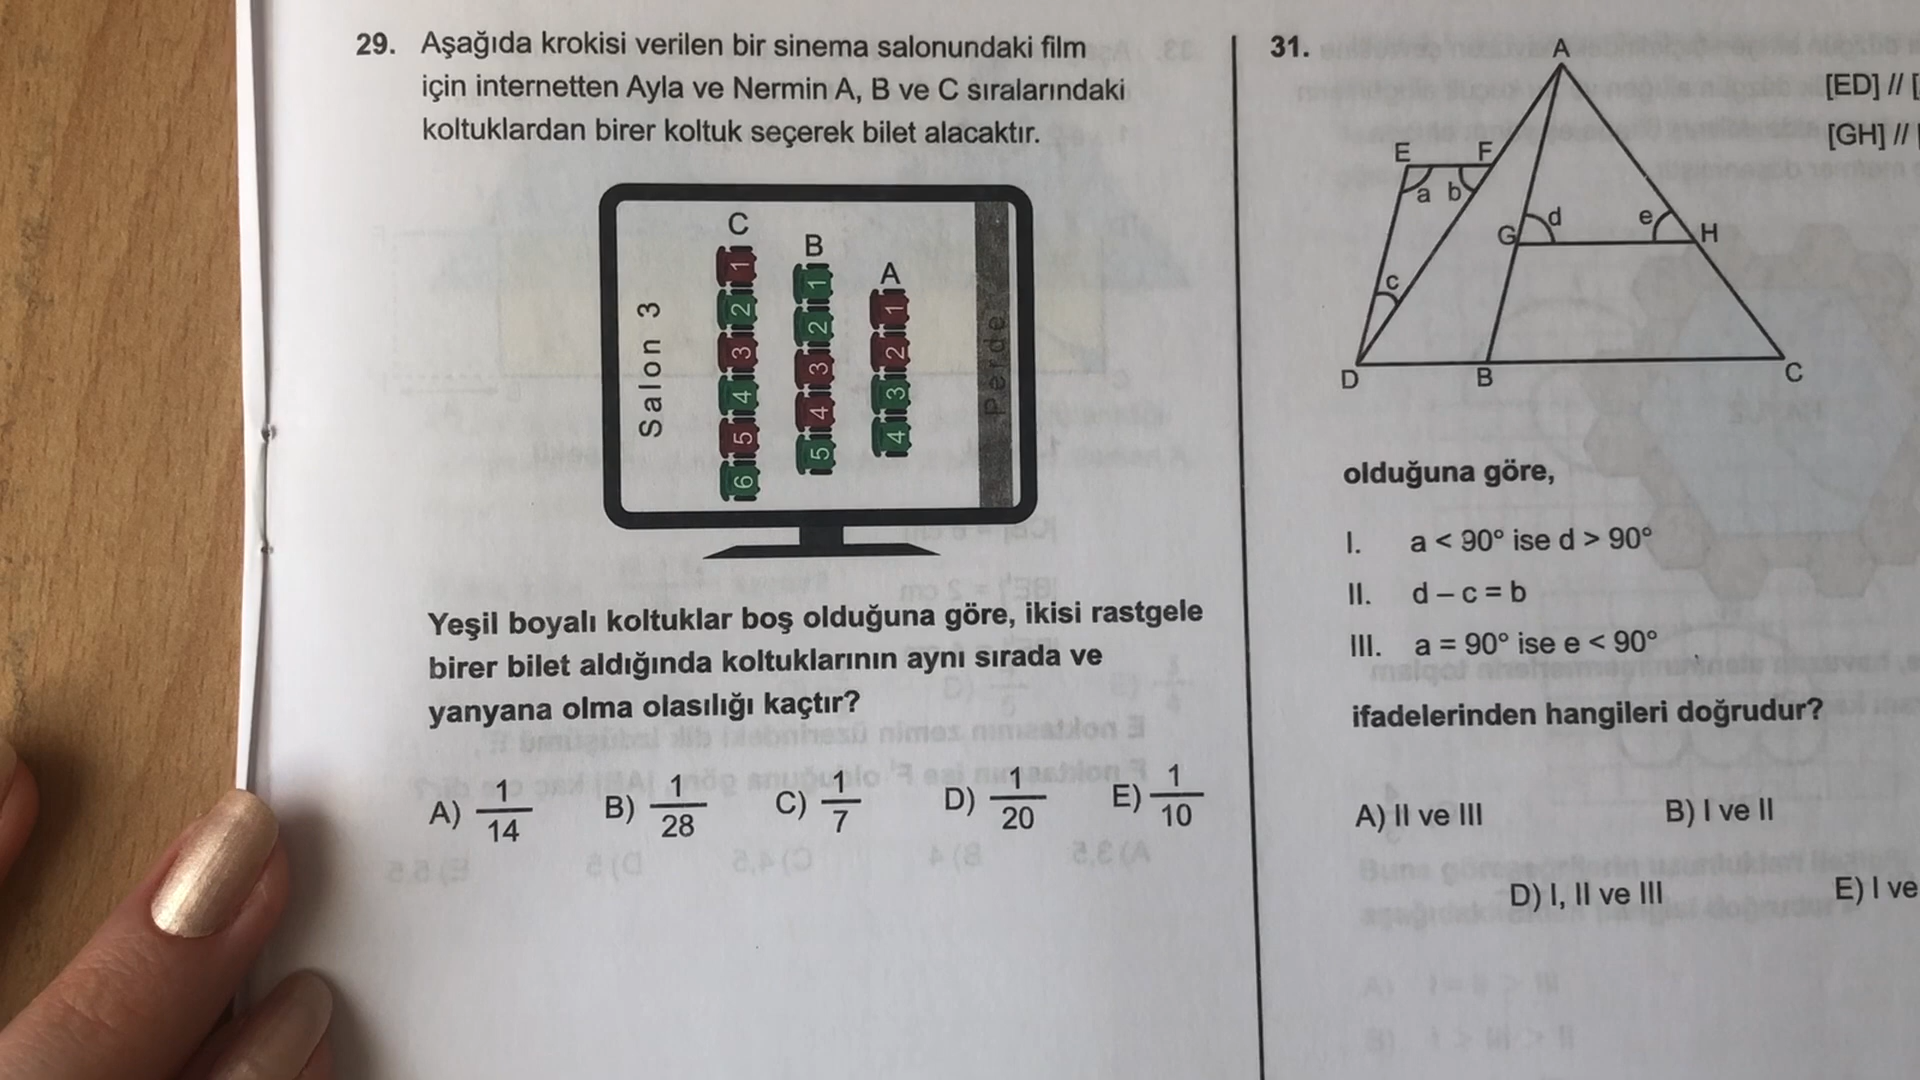 29. Aşağıda krokisi verilen bir sinema salonundaki film
için internetten Ayla ve Nermin A, B ve C sıralarındaki
koltuklardan birer koltuk seçerek bilet alacaktır.
Salon 3
C
1
2
3
4
5
6
B
1
2
3
4
5
A
1
2
3
4
Perde
Yeşil boyalı koltuklar boş olduğuna göre, ikisi rastgele
birer bilet aldığında koltuklarının aynı sırada ve
yanyana olma olasılığı kaçtır?
A) 1/14 B) 1/28 C) 1/7 D) 1/20 E) 1/10
31.
A
[ED] // [
[GH] //
E F
a b
d e
G H
c
D B C
olduğuna göre,
I. a < 90° ise d > 90°
II. d – c = b
III. a = 90° ise e < 90°
ifadelerinden hangileri doğrudur?
A) II ve III B) I ve II
D) I, II ve III E) I ve